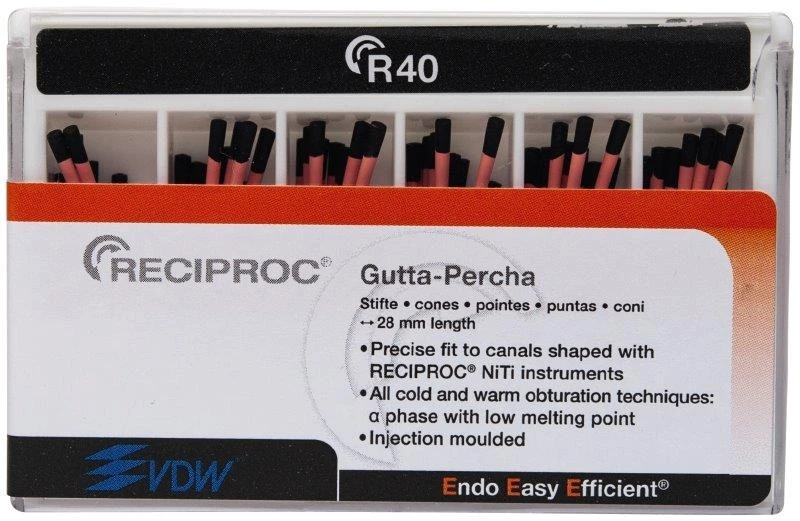 R40
RECIPROC®
Gutta-Percha
Stifte • cones • pointes • puntas • coni
↔ 28 mm length
• Precise fit to canals shaped with
RECIPROC® NiTi instruments
• All cold and warm obturation techniques:
α phase with low melting point
• Injection moulded
VDW
Endo Easy Efficient®